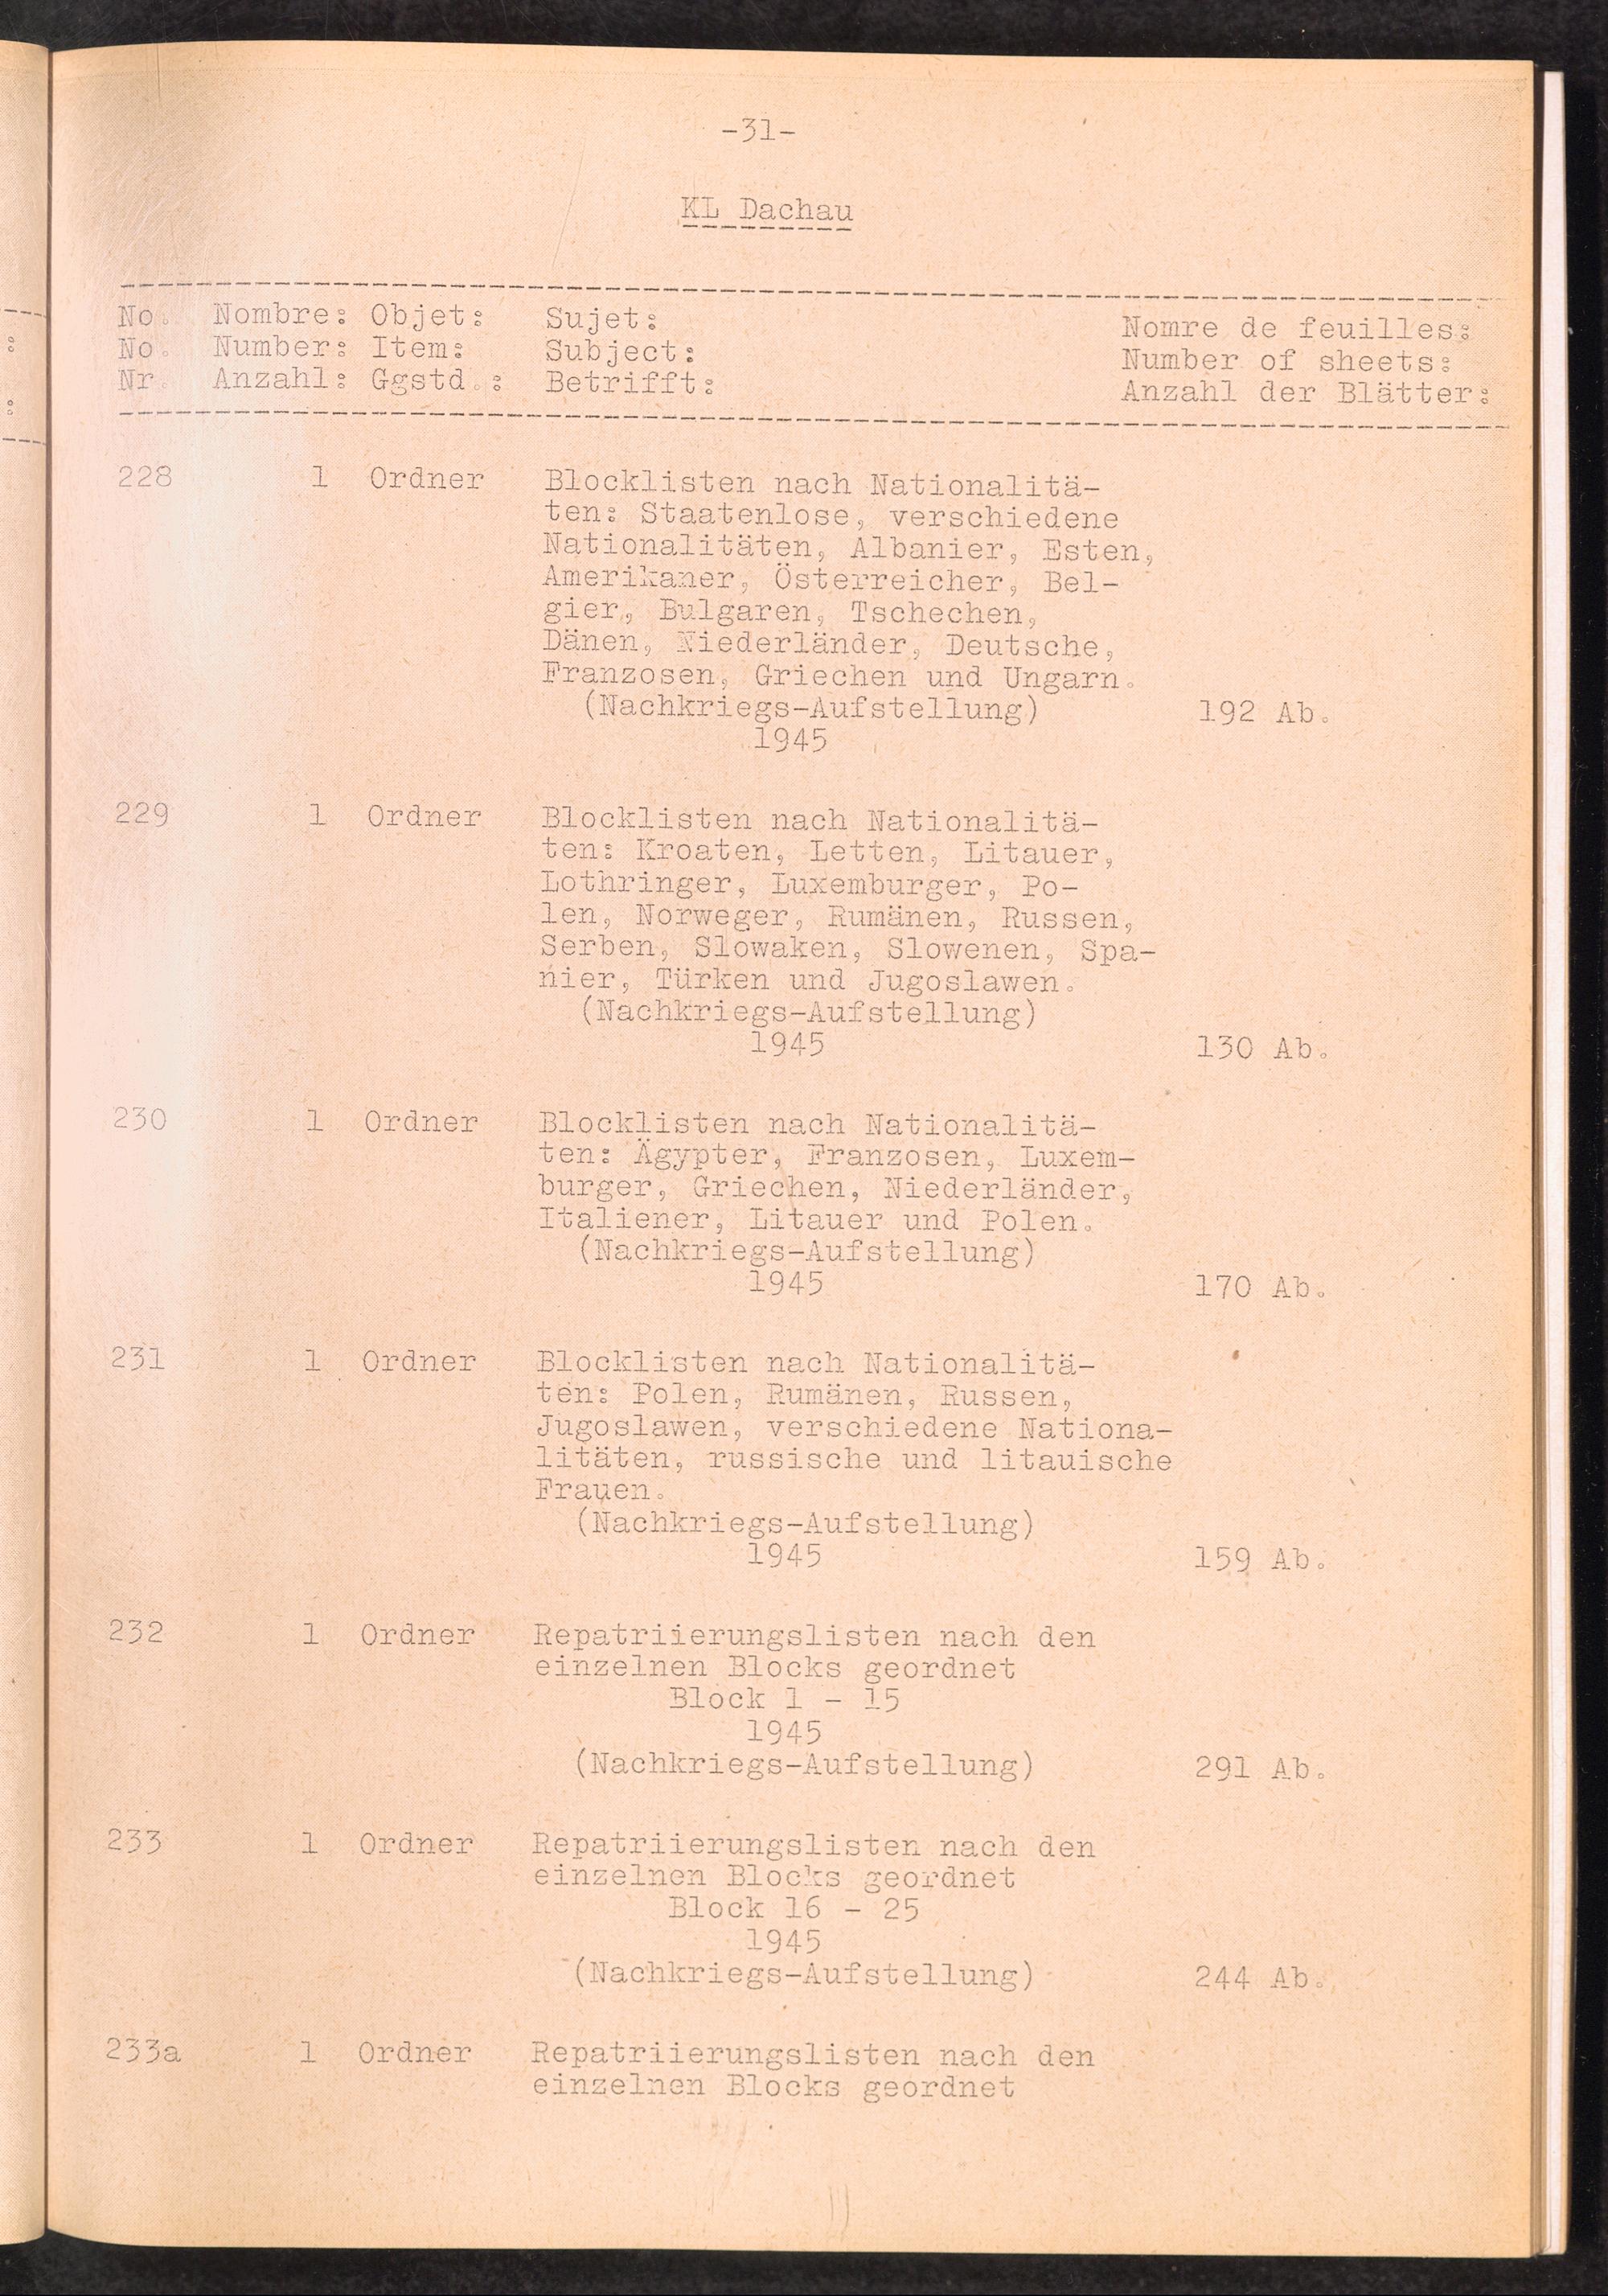 -31-
KL Dachau
No. Nombre: Objet: Sujet: Nomre de feuilles:
No. Number: Item: Subject: Number of sheets:
Nr. Anzahl: Ggstd.: Betrifft: Anzahl der Blätter:
228 1 Ordner Blocklisten nach Nationalitä-
ten: Staatenlose, verschiedene
Nationalitäten, Albanier, Esten,
Amerikaner, Österreicher, Bel-
gier, Bulgaren, Tschechen,
Dänen, Niederländer, Deutsche,
Franzosen, Griechen und Ungarn.
(Nachkriegs-Aufstellung) 192 Ab.
1945
229 1 Ordner Blocklisten nach Nationalitä-
ten: Kroaten, Letten, Litauer,
Lothringer, Luxemburger, Po-
len, Norweger, Rumänen, Russen,
Serben, Slowaken, Slowenen, Spa-
nier, Türken und Jugoslawen.
(Nachkriegs-Aufstellung)
1945 130 Ab.
230 1 Ordner Blocklisten nach Nationalitä-
ten: Ägypter, Franzosen, Luxem-
burger, Griechen, Niederländer,
Italiener, Litauer und Polen.
(Nachkriegs-Aufstellung)
1945 170 Ab.
231 1 Ordner Blocklisten nach Nationalitä-
ten: Polen, Rumänen, Russen,
Jugoslawen, verschiedene Nationa-
litäten, russische und litauische
Frauen.
(Nachkriegs-Aufstellung)
1945 159 Ab.
232 1 Ordner Repatriierungslisten nach den
einzelnen Blocks geordnet
Block 1 - 15
1945
(Nachkriegs-Aufstellung) 291 Ab.
233 1 Ordner Repatriierungslisten nach den
einzelnen Blocks geordnet
Block 16 - 25
1945
(Nachkriegs-Aufstellung) 244 Ab.
233a 1 Ordner Repatriierungslisten nach den
einzelnen Blocks geordnet